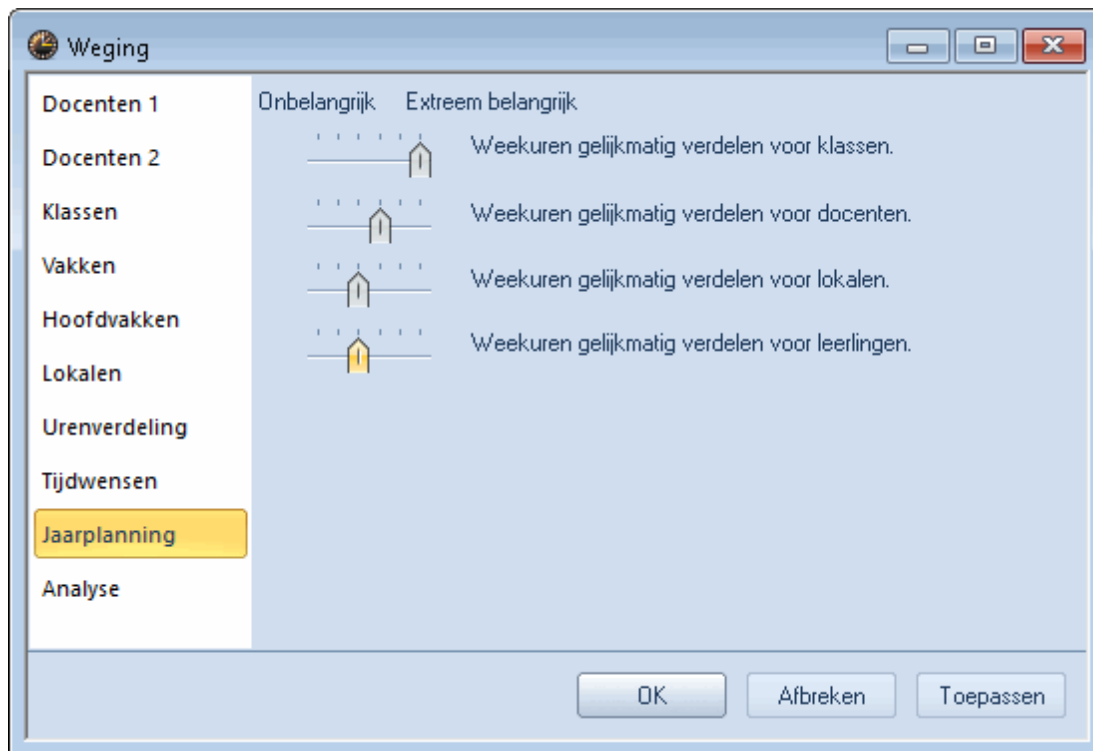 Weging
Docenten 1
Docenten 2
Klassen
Vakken
Hoofdvakken
Lokalen
Urenverdeling
Tijdwensen
Jaarplanning
Analyse
Onbelangrijk Extreem belangrijk
Weekuren gelijkmatig verdelen voor klassen.
Weekuren gelijkmatig verdelen voor docenten.
Weekuren gelijkmatig verdelen voor lokalen.
Weekuren gelijkmatig verdelen voor leerlingen.
OK Afbreken Toepassen